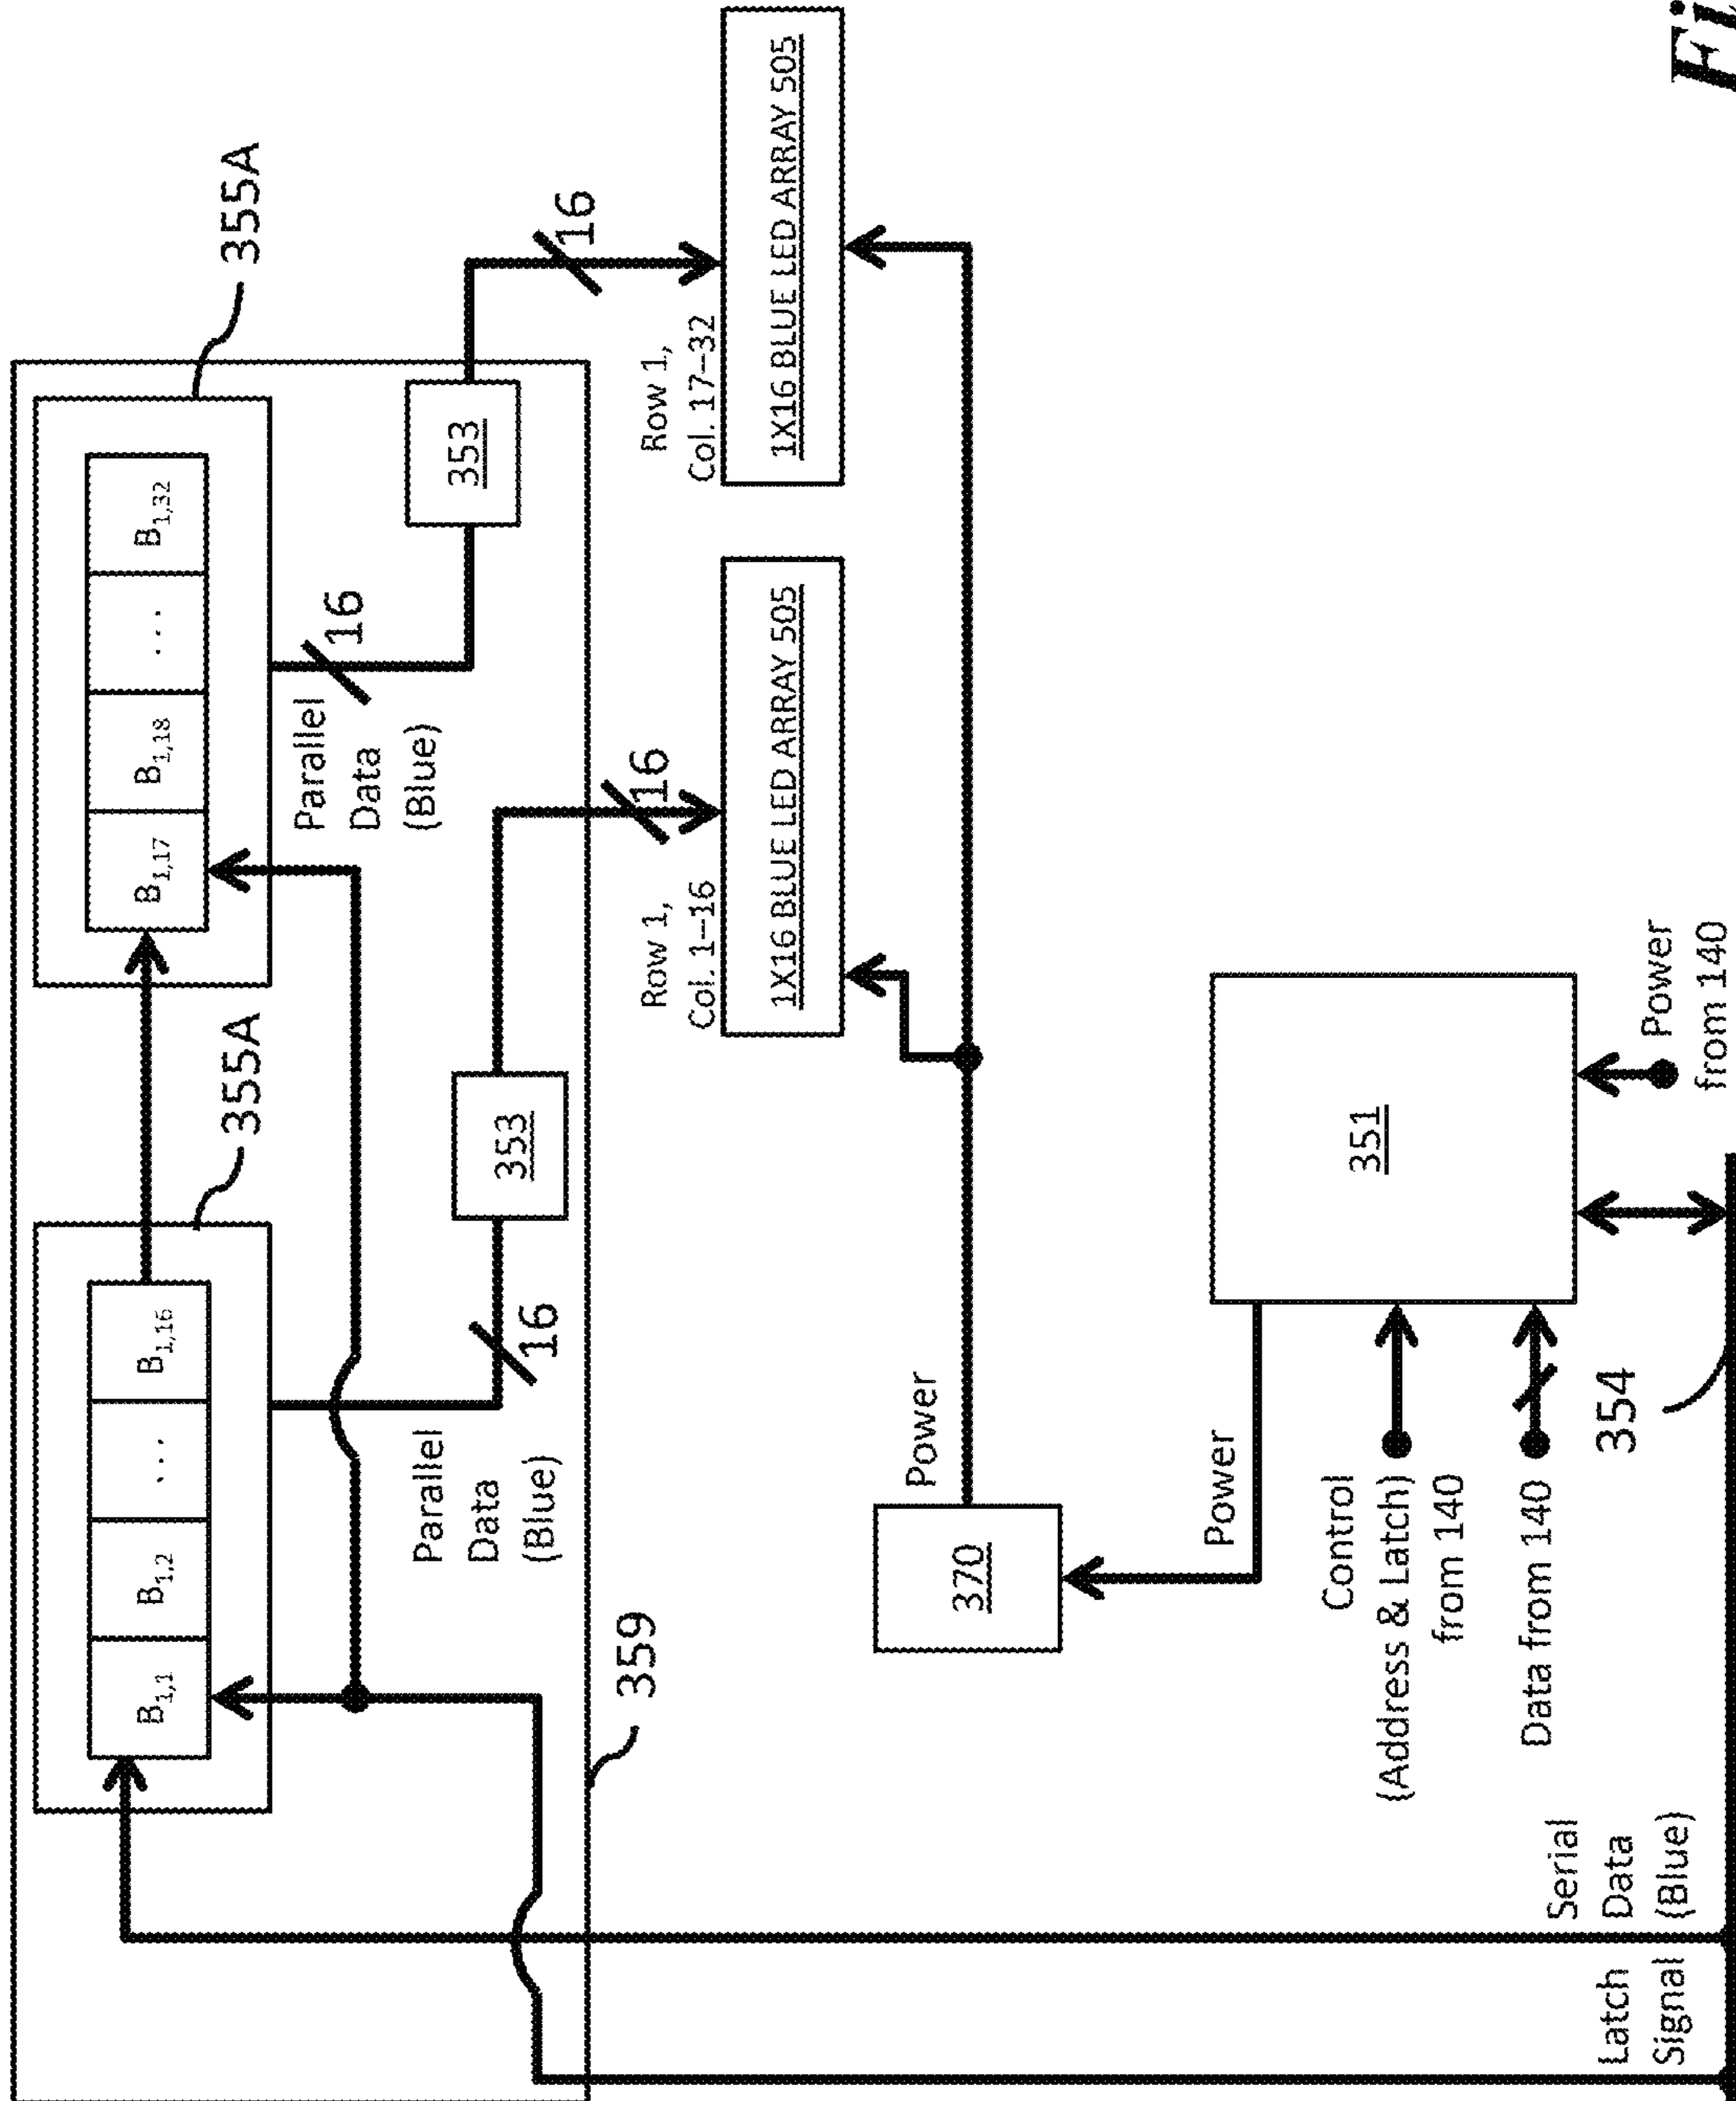 B1,1 B1,2 ... B1,16
B1,17 B1,18 ... B1,32
355A
355A
Parallel
Data
(Blue)
16
Parallel
Data
(Blue)
16
353
353
16
16
359
Row 1,
Col. 1–16
Row 1,
Col. 17–32
1X16 BLUE LED ARRAY 505
1X16 BLUE LED ARRAY 505
370
Power
Power
351
Control
(Address & Latch)
from 140
Data from 140
354
Power
from 140
Latch
Signal
Serial
Data
(Blue)